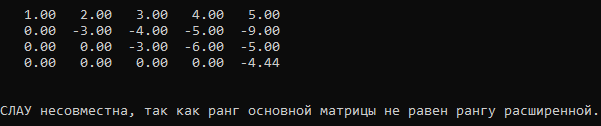 1.00 2.00 3.00 4.00 5.00
0.00 -3.00 -4.00 -5.00 -9.00
0.00 0.00 -3.00 -6.00 -5.00
0.00 0.00 0.00 0.00 -4.44
СЛАУ несовместна, так как ранг основной матрицы не равен рангу расширенной.